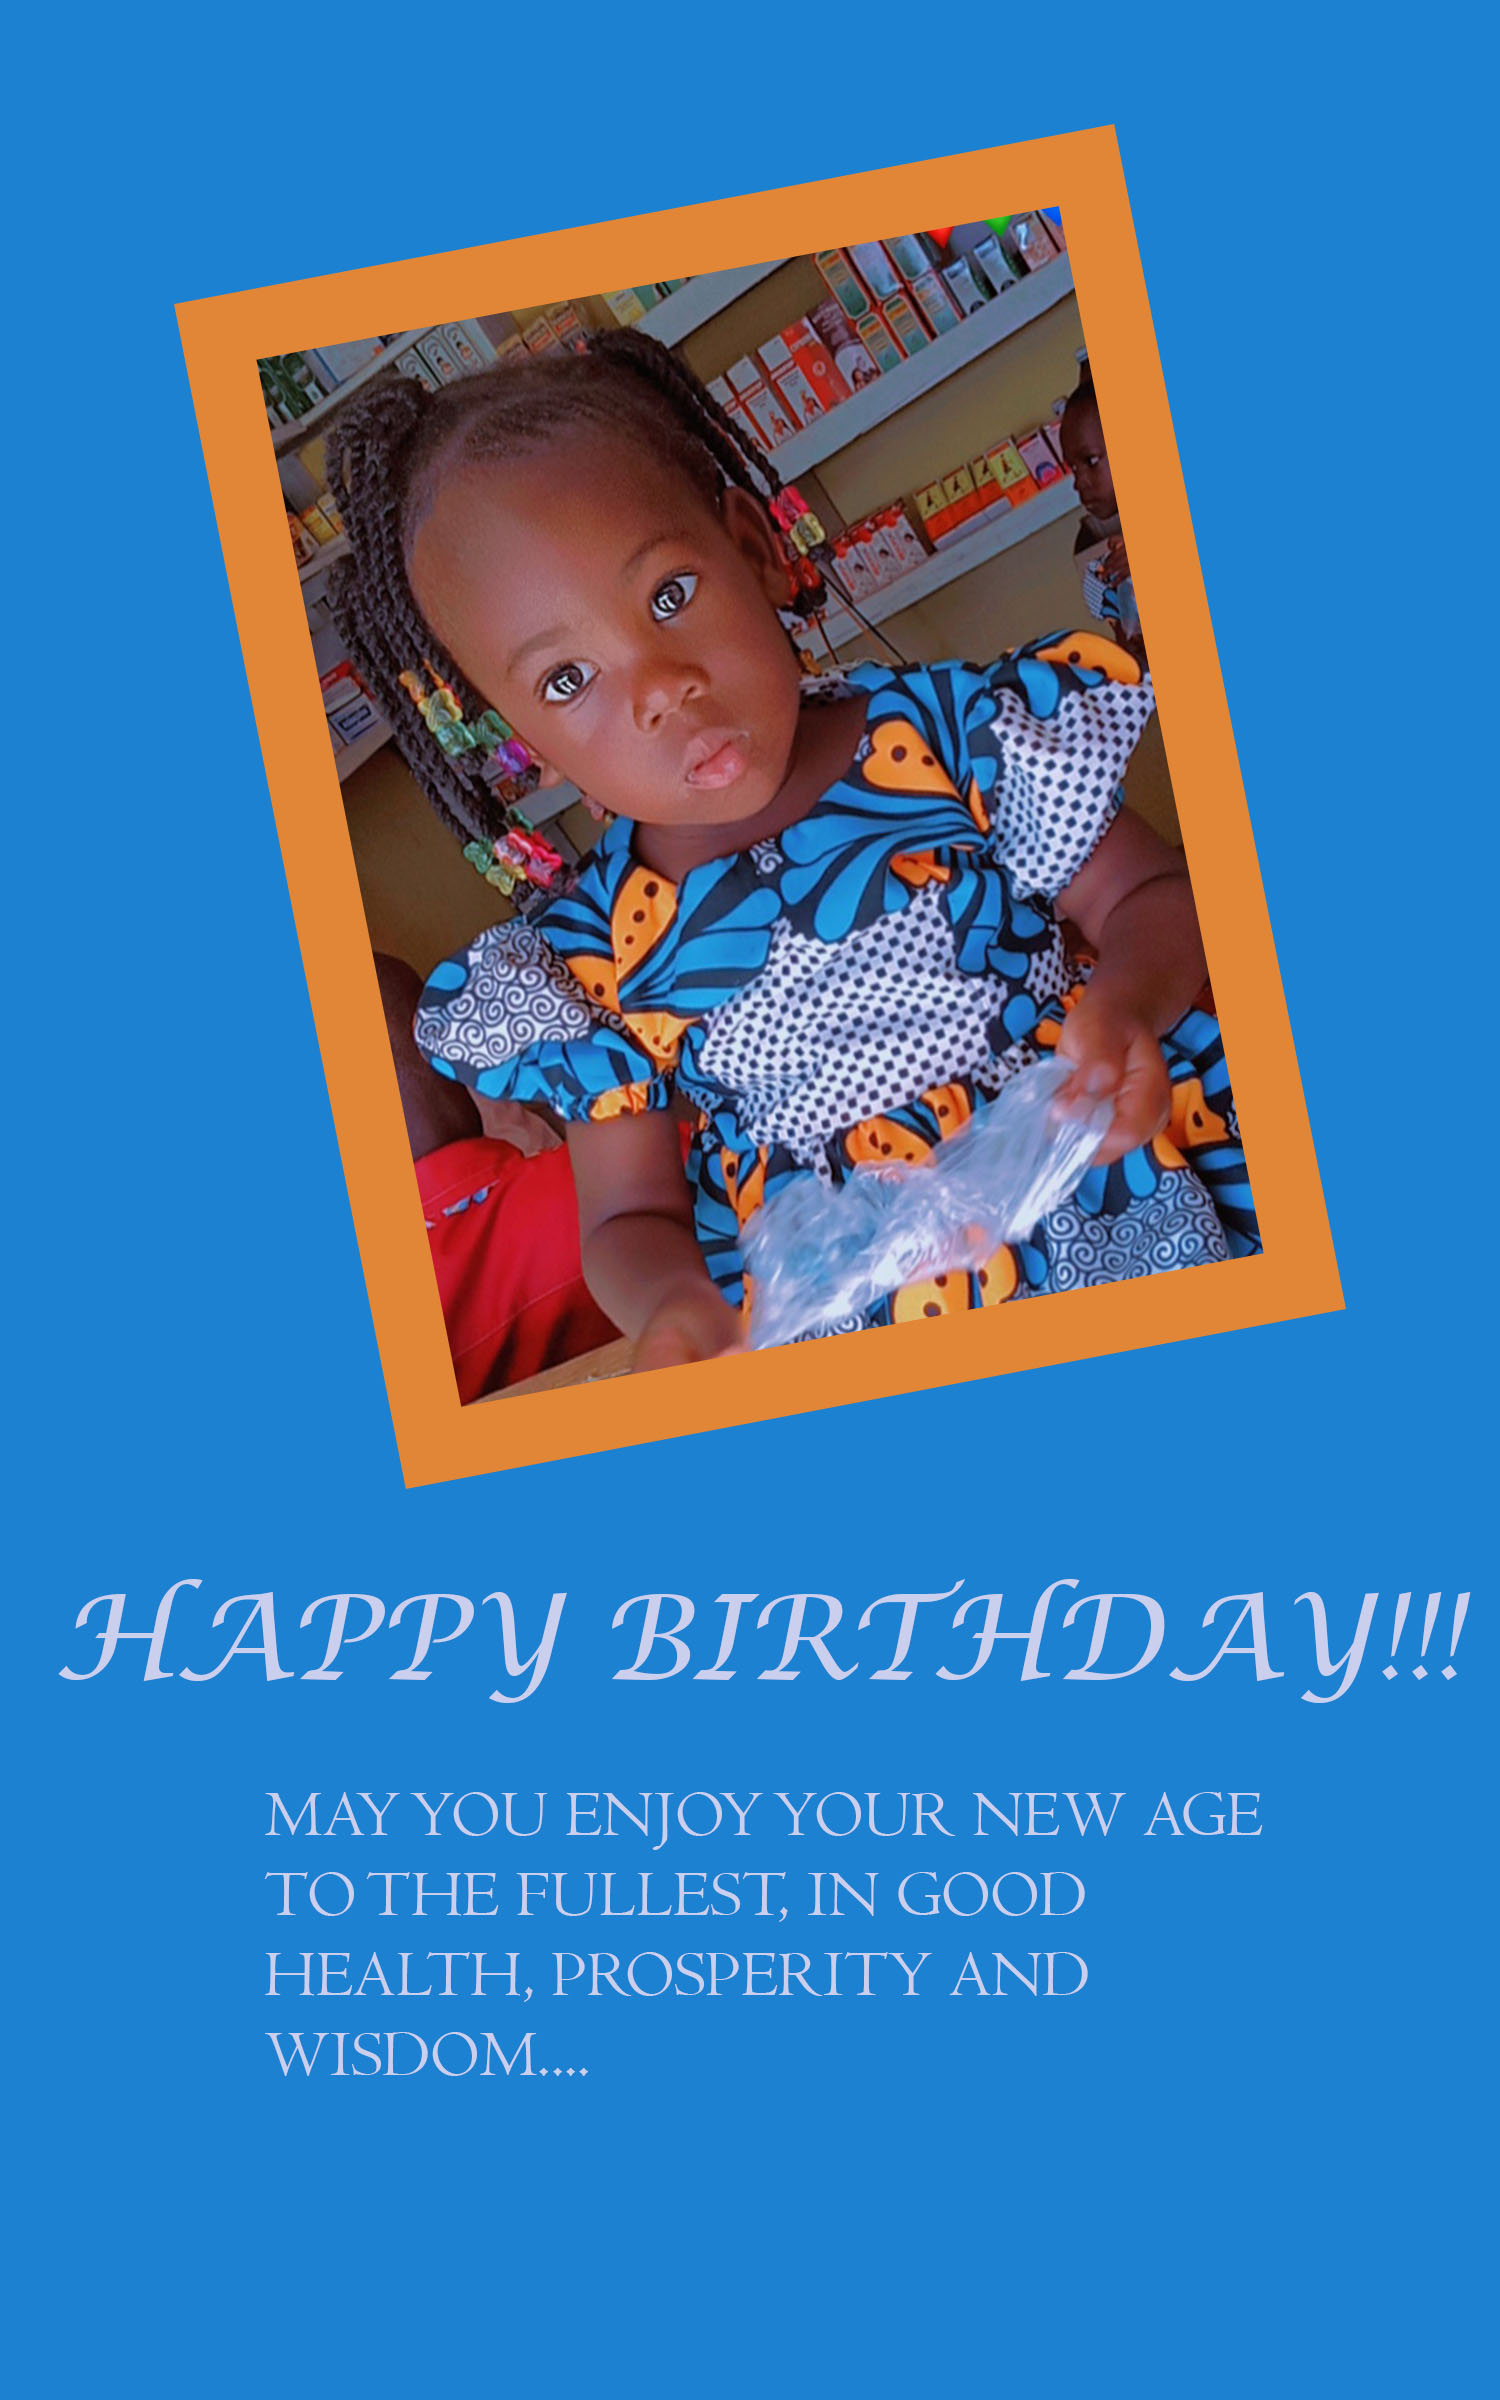 HAPPY BIRTHDAY!!!
MAY YOU ENJOY YOUR NEW AGE
TO THE FULLEST, IN GOOD
HEALTH, PROSPERITY AND
WISDOM....